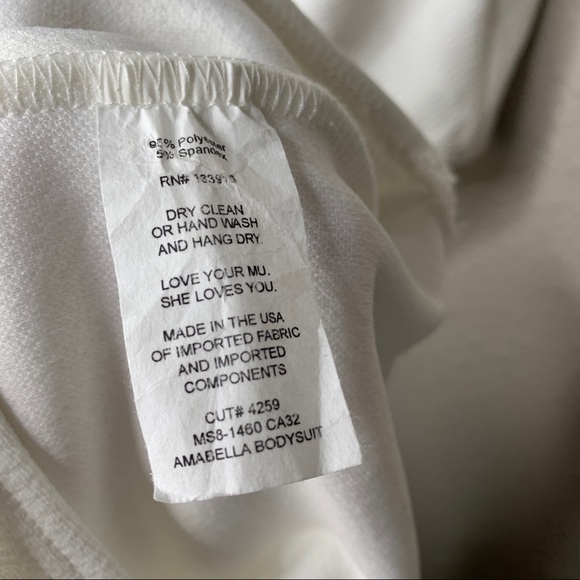 95% Polyester
5% Spandex
RN#
DRY CLEAN
OR HAND WASH
AND HANG DRY.
LOVE YOUR MU.
SHE LOVES YOU.
MADE IN THE USA
OF IMPORTED FABRIC
AND IMPORTED
COMPONENTS
CUT# 4259
MS8-1460 CA32
AMABELLA BODYSUIT